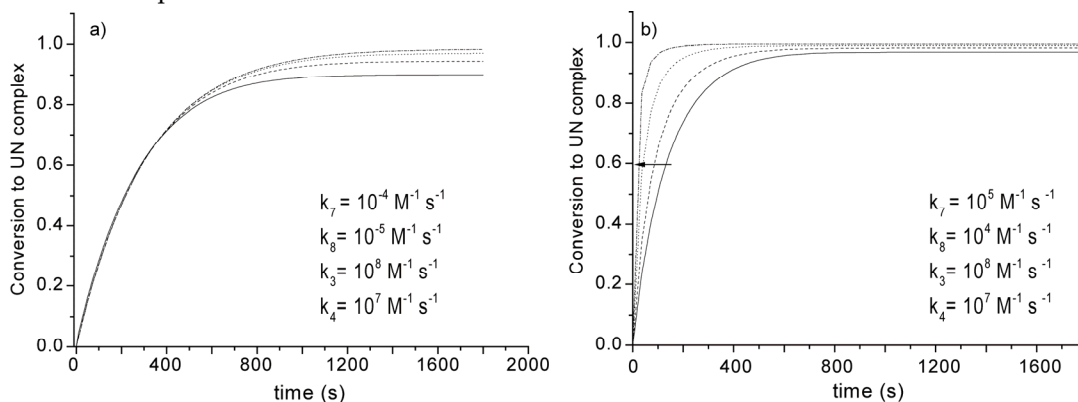 a)
Conversion to UN complex
1.0
0.8
0.6
0.4
0.2
0.0
k₇ = 10⁻⁴ M⁻¹ s⁻¹
k₈= 10⁻⁵ M⁻¹ s⁻¹
k₃= 10⁸ M⁻¹ s⁻¹
k₄= 10⁷ M⁻¹ s⁻¹
0 400 800 1200 1600 2000
time (s)
b)
Conversion to UN complex
1.0
0.8
0.6
0.4
0.2
0.0
k₇= 10⁵ M⁻¹ s⁻¹
k₈= 10⁴ M⁻¹ s⁻¹
k₃= 10⁸ M⁻¹ s⁻¹
k₄= 10⁷ M⁻¹ s⁻¹
0 400 800 1200 1600
time (s)